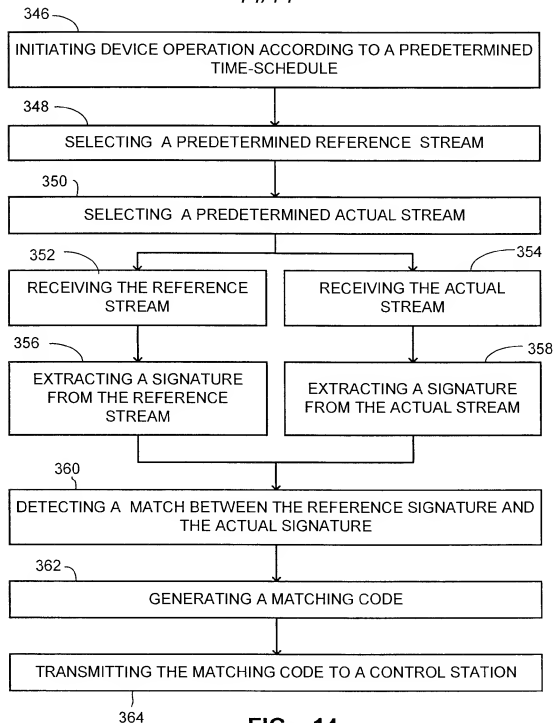 346
INITIATING DEVICE OPERATION ACCORDING TO A PREDETERMINED
TIME-SCHEDULE
348
SELECTING A PREDETERMINED REFERENCE STREAM
350
SELECTING A PREDETERMINED ACTUAL STREAM
352
354
RECEIVING THE REFERENCE
STREAM
RECEIVING THE ACTUAL
STREAM
356
358
EXTRACTING A SIGNATURE
FROM THE REFERENCE
STREAM
EXTRACTING A SIGNATURE
FROM THE ACTUAL STREAM
360
DETECTING A MATCH BETWEEN THE REFERENCE SIGNATURE AND
THE ACTUAL SIGNATURE
362
GENERATING A MATCHING CODE
TRANSMITTING THE MATCHING CODE TO A CONTROL STATION
364